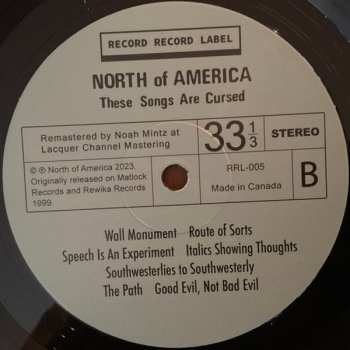 RECORD RECORD LABEL
NORTH of AMERICA
These Songs Are Cursed
Remastered by Noah Mintz at
Lacquer Channel Mastering
33 1/3 STEREO
© ℗ North of America 2023.
Originally released on Matlock
Records and Rewika Records
1999.
RRL-005
Made in Canada
B
Wall Monument Route of Sorts
Speech Is An Experiment Italics Showing Thoughts
Southwesterlies to Southwesterly
The Path Good Evil, Not Bad Evil